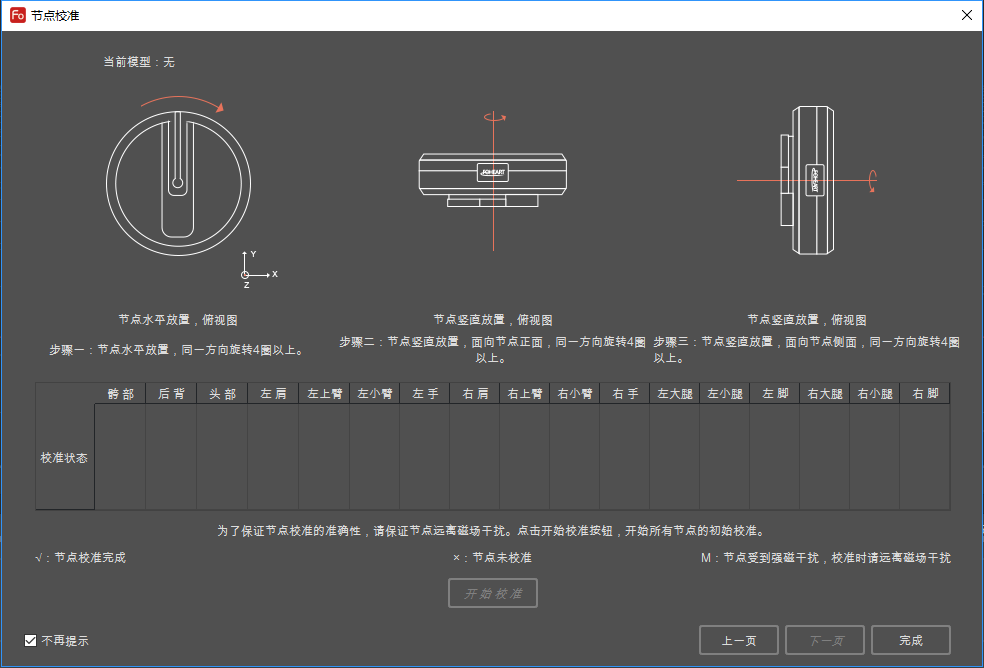 Fo 节点校准
当前模型：无
FOHEART
FOHEART
Y
X
Z
节点水平放置，俯视图
节点竖直放置，俯视图
节点竖直放置，俯视图
步骤一：节点水平放置，同一方向旋转4圈以上。
步骤二：节点竖直放置，面向节点正面，同一方向旋转4圈
以上。
步骤三：节点竖直放置，面向节点侧面，同一方向旋转4圈
以上。
髋部 后背 头部 左肩 左上臂 左小臂 左手 右肩 右上臂 右小臂 右手 左大腿 左小腿 左脚 右大腿 右小腿 右脚
校准状态
为了保证节点校准的准确性，请保证节点远离磁场干扰。点击开始校准按钮，开始所有节点的初始校准。
√：节点校准完成
×：节点未校准
M：节点受到强磁干扰，校准时请远离磁场干扰
开始校准
不再提示
上一页
下一页
完成